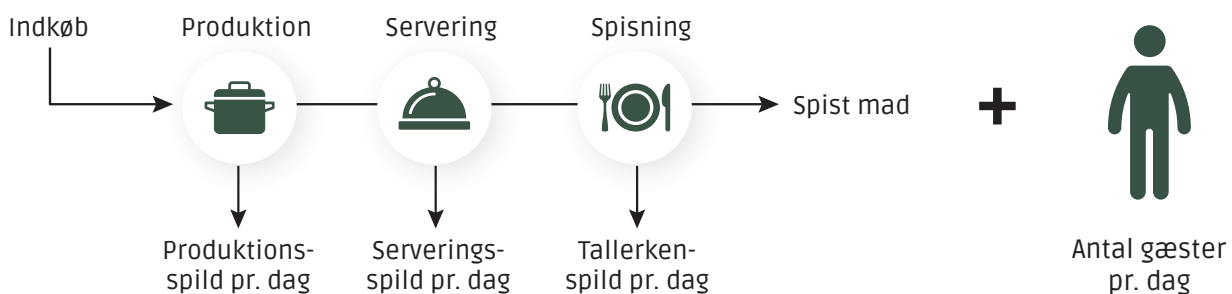 Indkøb
Produktion
Servering
Spisning
Spist mad
+
Produktions-
spild pr. dag
Serverings-
spild pr. dag
Tallerken-
spild pr. dag
Antal gæster
pr. dag